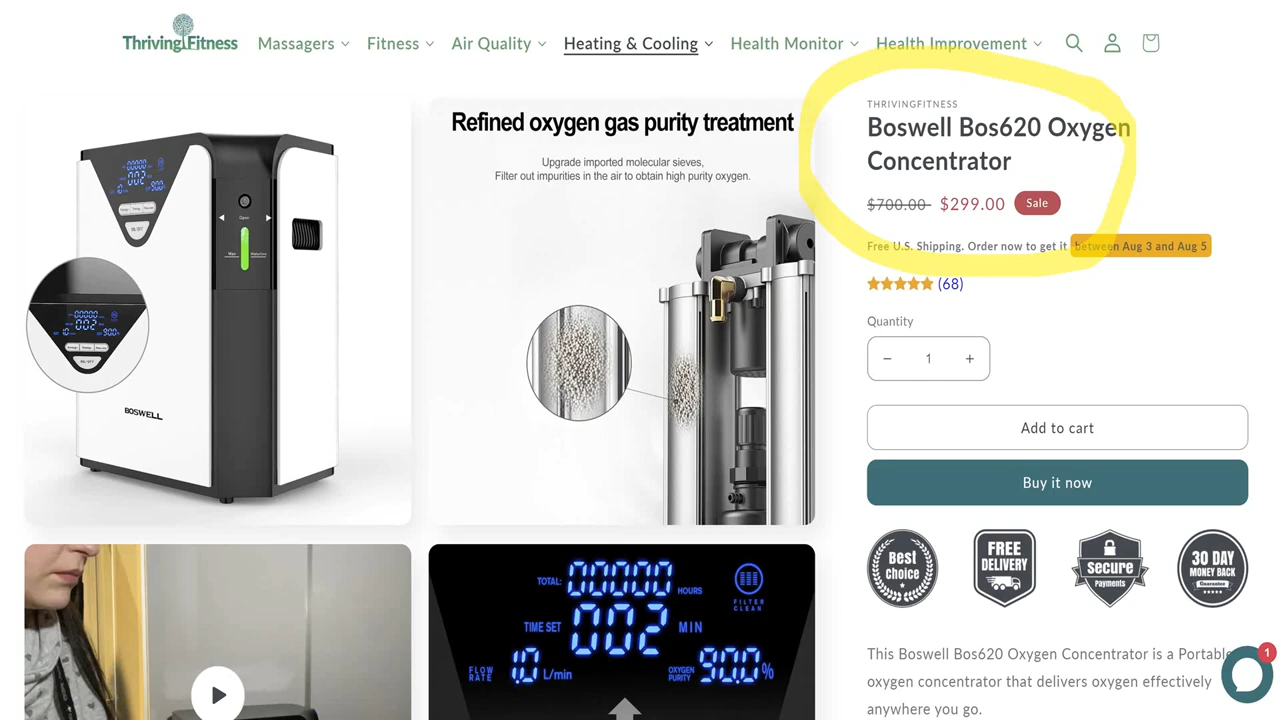 ThrivingFitness
Massagers
Fitness
Air Quality
Heating & Cooling
Health Monitor
Health Improvement
Refined oxygen gas purity treatment
Upgrade imported molecular sieves,
Filter out impurities in the air to obtain high purity oxygen.
BOSWELL
Open
THRIVINGFITNESS
Boswell Bos620 Oxygen
Concentrator
$700.00 $299.00 Sale
Free U.S. Shipping. Order now to get it between Aug 3 and Aug 5
(68)
Quantity
− 1 +
Add to cart
Buy it now
Best
Choice
FREE
DELIVERY
Secure
Payments
30 DAY
MONEY BACK
Guarantee
TOTAL: 00000 HOURS
FILTER
CLEAN
TIME SET 002 MIN
FLOW
RATE 10 L/min
OXYGEN
PURITY 90.0%
This Boswell Bos620 Oxygen Concentrator is a Portable
oxygen concentrator that delivers oxygen effectively
anywhere you go.
1